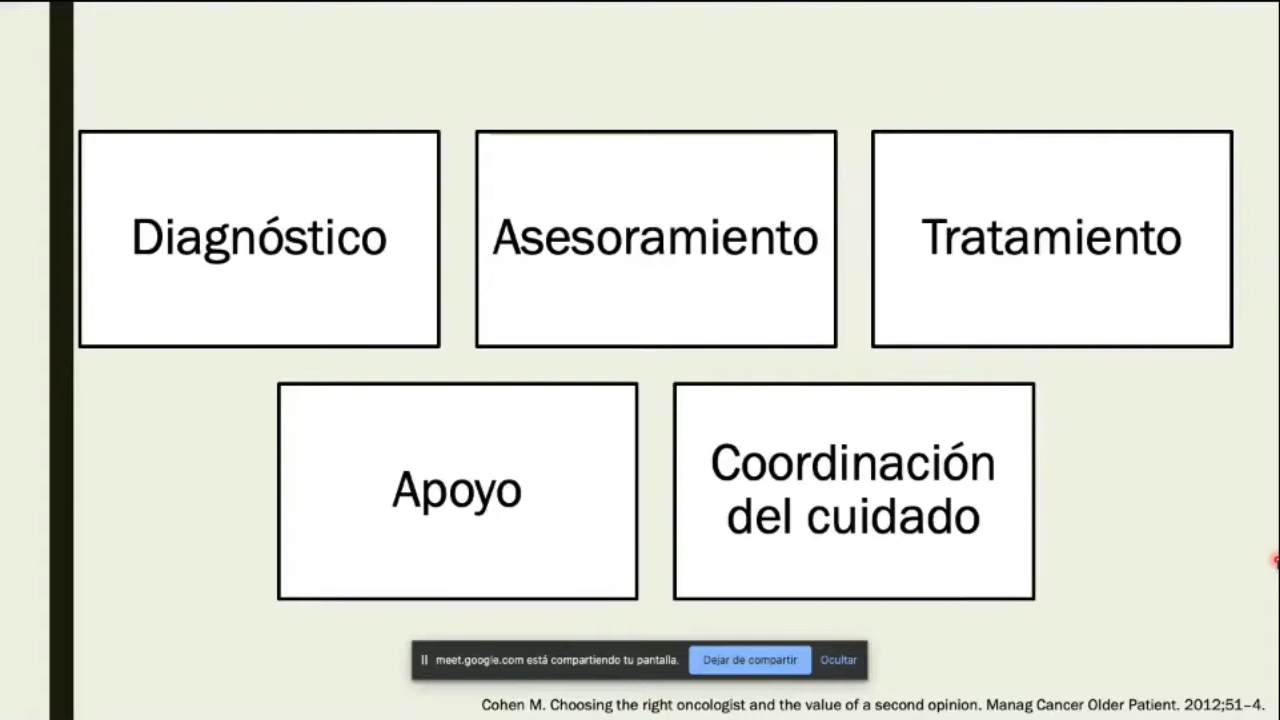 Diagnóstico
Asesoramiento
Tratamiento
Apoyo
Coordinación
del cuidado
meet.google.com está compartiendo tu pantalla.
Dejar de compartir
Ocultar
Cohen M. Choosing the right oncologist and the value of a second opinion. Manag Cancer Older Patient. 2012;51–4.